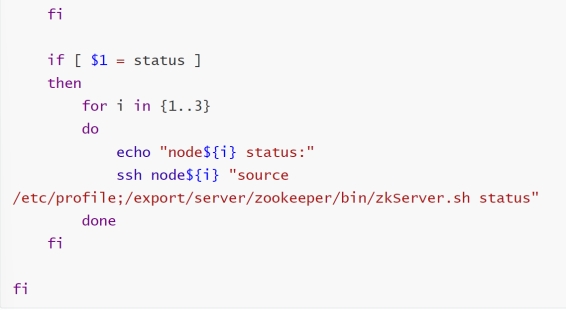 fi
if [ $1 = status ]
then
for i in {1..3}
do
echo "node${i} status:"
ssh node${i} "source
/etc/profile;/export/server/zookeeper/bin/zkServer.sh status"
done
fi
fi